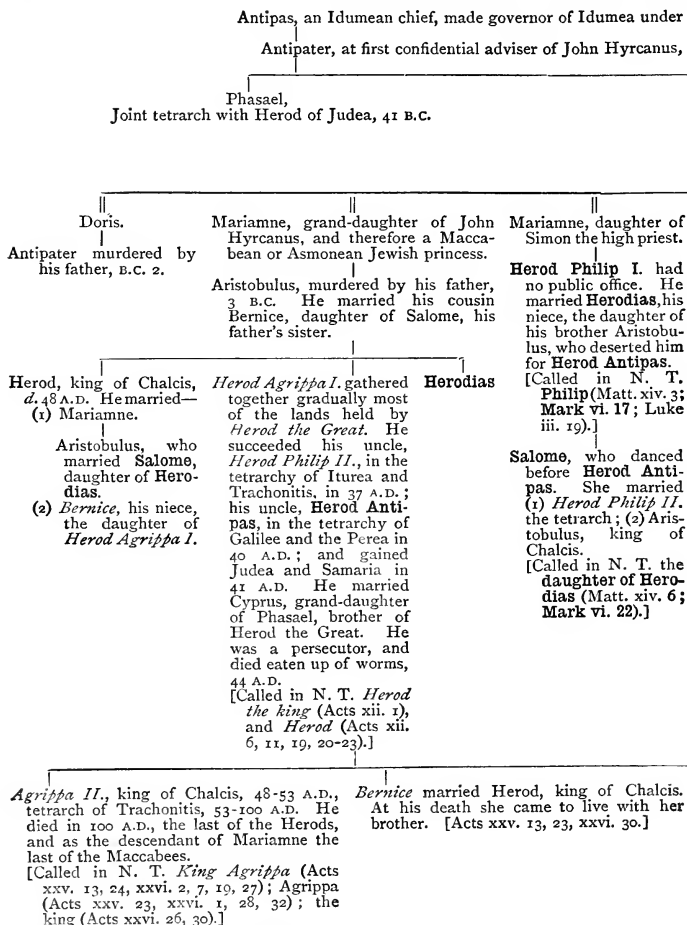 Antipas, an Idumean chief, made governor of Idumea under
Antipater, at first confidential adviser of John Hyrcanus,
Phasael,
Joint tetrarch with Herod of Judea, 41 B.C.
Doris.
Antipater murdered by
his father, B.C. 2.
Mariamne, grand-daughter of John
Hyrcanus, and therefore a Macca-
bean or Asmonean Jewish princess.
Aristobulus, murdered by his father,
3 B.C. He married his cousin
Bernice, daughter of Salome, his
father's sister.
Mariamne, daughter of
Simon the high priest.
Herod Philip I. had
no public office. He
married Herodias, his
niece, the daughter of
his brother Aristobu-
lus, who deserted him
for Herod Antipas.
[Called in N. T.
Philip (Matt. xiv. 3;
Mark vi. 17; Luke
iii. 19).]
Salome, who danced
before Herod Anti-
pas. She married
(1) Herod Philip II.
the tetrarch; (2) Aris-
tobulus, king of
Chalcis.
[Called in N. T. the
daughter of Hero-
dias (Matt. xiv. 6;
Mark vi. 22).]
Herod, king of Chalcis,
d. 48 A.D. He married—
(1) Mariamne.
Aristobulus, who
married Salome,
daughter of Hero-
dias.
(2) Bernice, his niece,
the daughter of
Herod Agrippa I.
Herod Agrippa I. gathered
together gradually most
of the lands held by
Herod the Great. He
succeeded his uncle,
Herod Philip II., in the
tetrarchy of Iturea and
Trachonitis, in 37 A.D.;
his uncle, Herod Anti-
pas, in the tetrarchy of
Galilee and the Perea in
40 A.D.; and gained
Judea and Samaria in
41 A.D. He married
Cyprus, grand-daughter
of Phasael, brother of
Herod the Great. He
was a persecutor, and
died eaten up of worms,
44 A.D.
[Called in N. T. Herod
the king (Acts xii. 1),
and Herod (Acts xii.
6, 11, 19, 20-23).]
Herodias
Agrippa II., king of Chalcis, 48-53 A.D.,
tetrarch of Trachonitis, 53-100 A.D. He
died in 100 A.D., the last of the Herods,
and as the descendant of Mariamne the
last of the Maccabees.
[Called in N. T. King Agrippa (Acts
xxv. 13, 24, xxvi. 2, 7, 19, 27); Agrippa
(Acts xxv. 23, xxvi. 1, 28, 32); the
king (Acts xxvi. 26, 30).]
Bernice married Herod, king of Chalcis.
At his death she came to live with her
brother. [Acts xxv. 13, 23, xxvi. 30.]